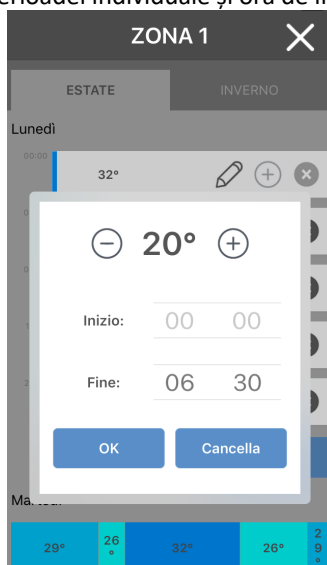 ZONA 1
ESTATE INVERNO
Lunedì
00:00
32°
20°
Inizio: 00 00
Fine: 06 30
OK Cancella
29° 26° 32° 26° 29°